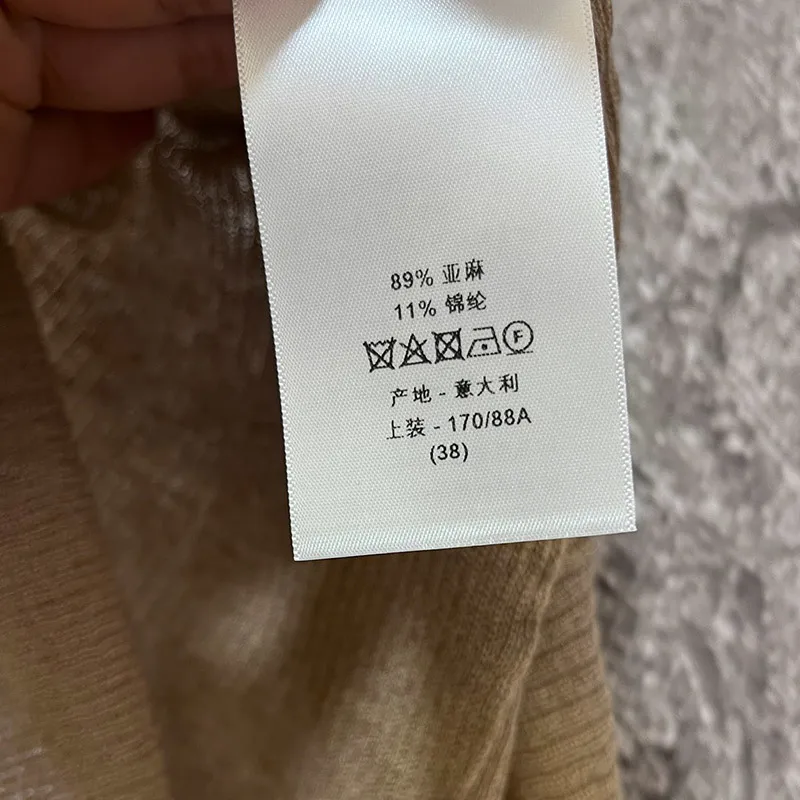 89% 亚麻
11% 锦纶
F
产地 - 意大利
上装 - 170/88A
(38)